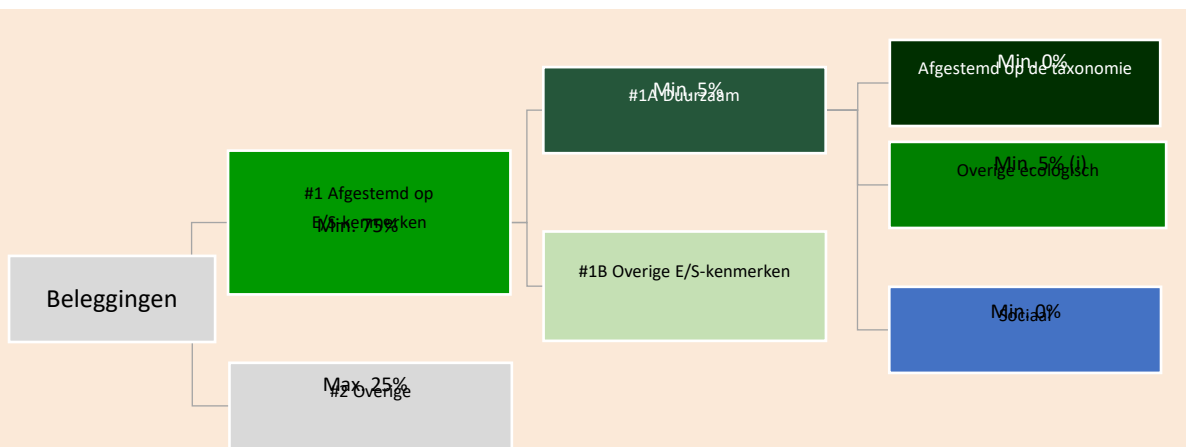 Beleggingen
#1 Afgestemd op
E/S-kenmerken
Min. 75%
Max. 25%
#2 Overige
Min. 5%
#1A Duurzaam
#1B Overige E/S-kenmerken
Min. 0%
Afgestemd op de taxonomie
Min. 5% (i)
Overige ecologisch
Min. 0%
Sociaal